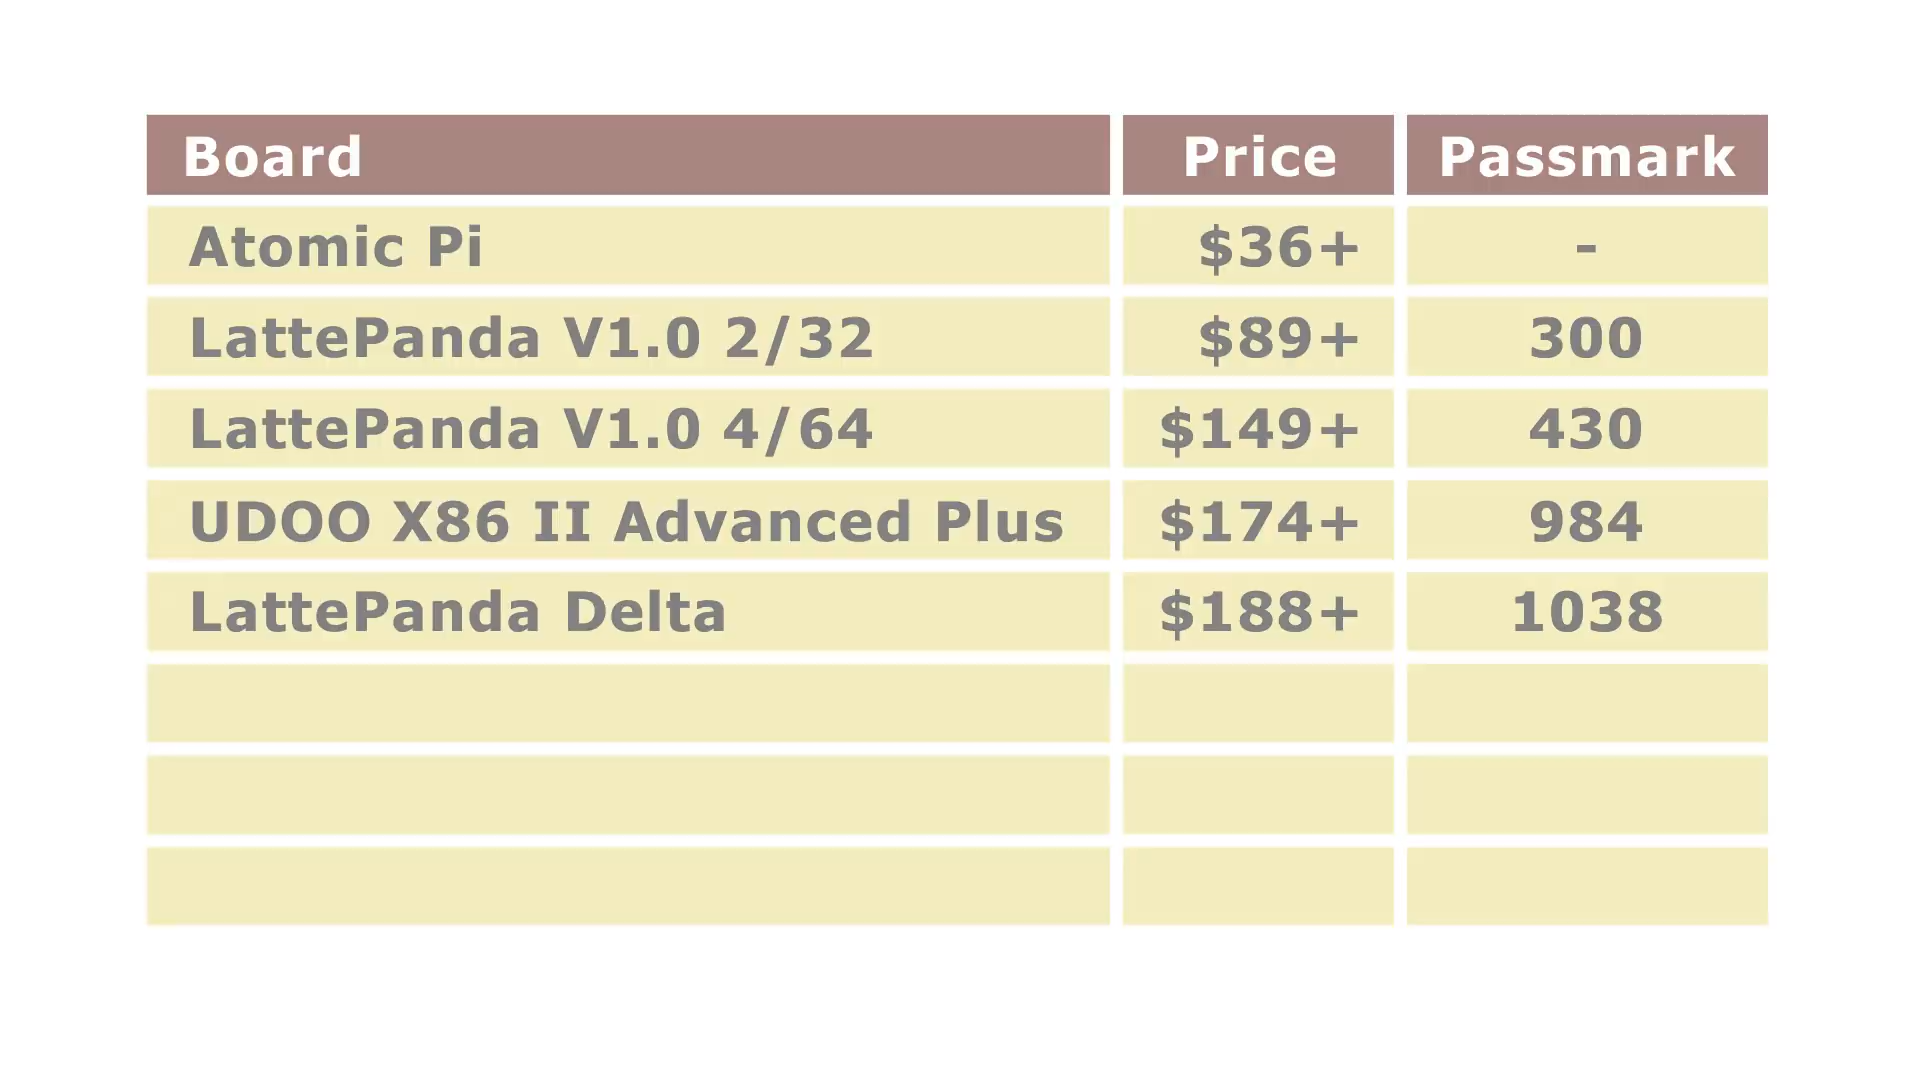 Board Price Passmark
Atomic Pi $36+ -
LattePanda V1.0 2/32 $89+ 300
LattePanda V1.0 4/64 $149+ 430
UDOO X86 II Advanced Plus $174+ 984
LattePanda Delta $188+ 1038